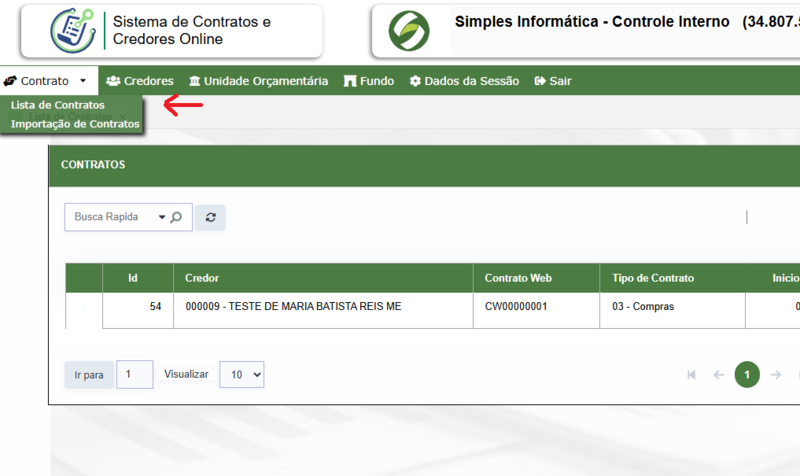 Sistema de Contratos e
Credores Online
Simples Informática - Controle Interno (34.807.5
Contrato Credores Unidade Orçamentária Fundo Dados da Sessão Sair
Lista de Contratos
Importação de Contratos
CONTRATOS
Busca Rapida
Id Credor Contrato Web Tipo de Contrato Inicio
54 000009 - TESTE DE MARIA BATISTA REIS ME CW00000001 03 - Compras 0
Ir para 1 Visualizar 10 1